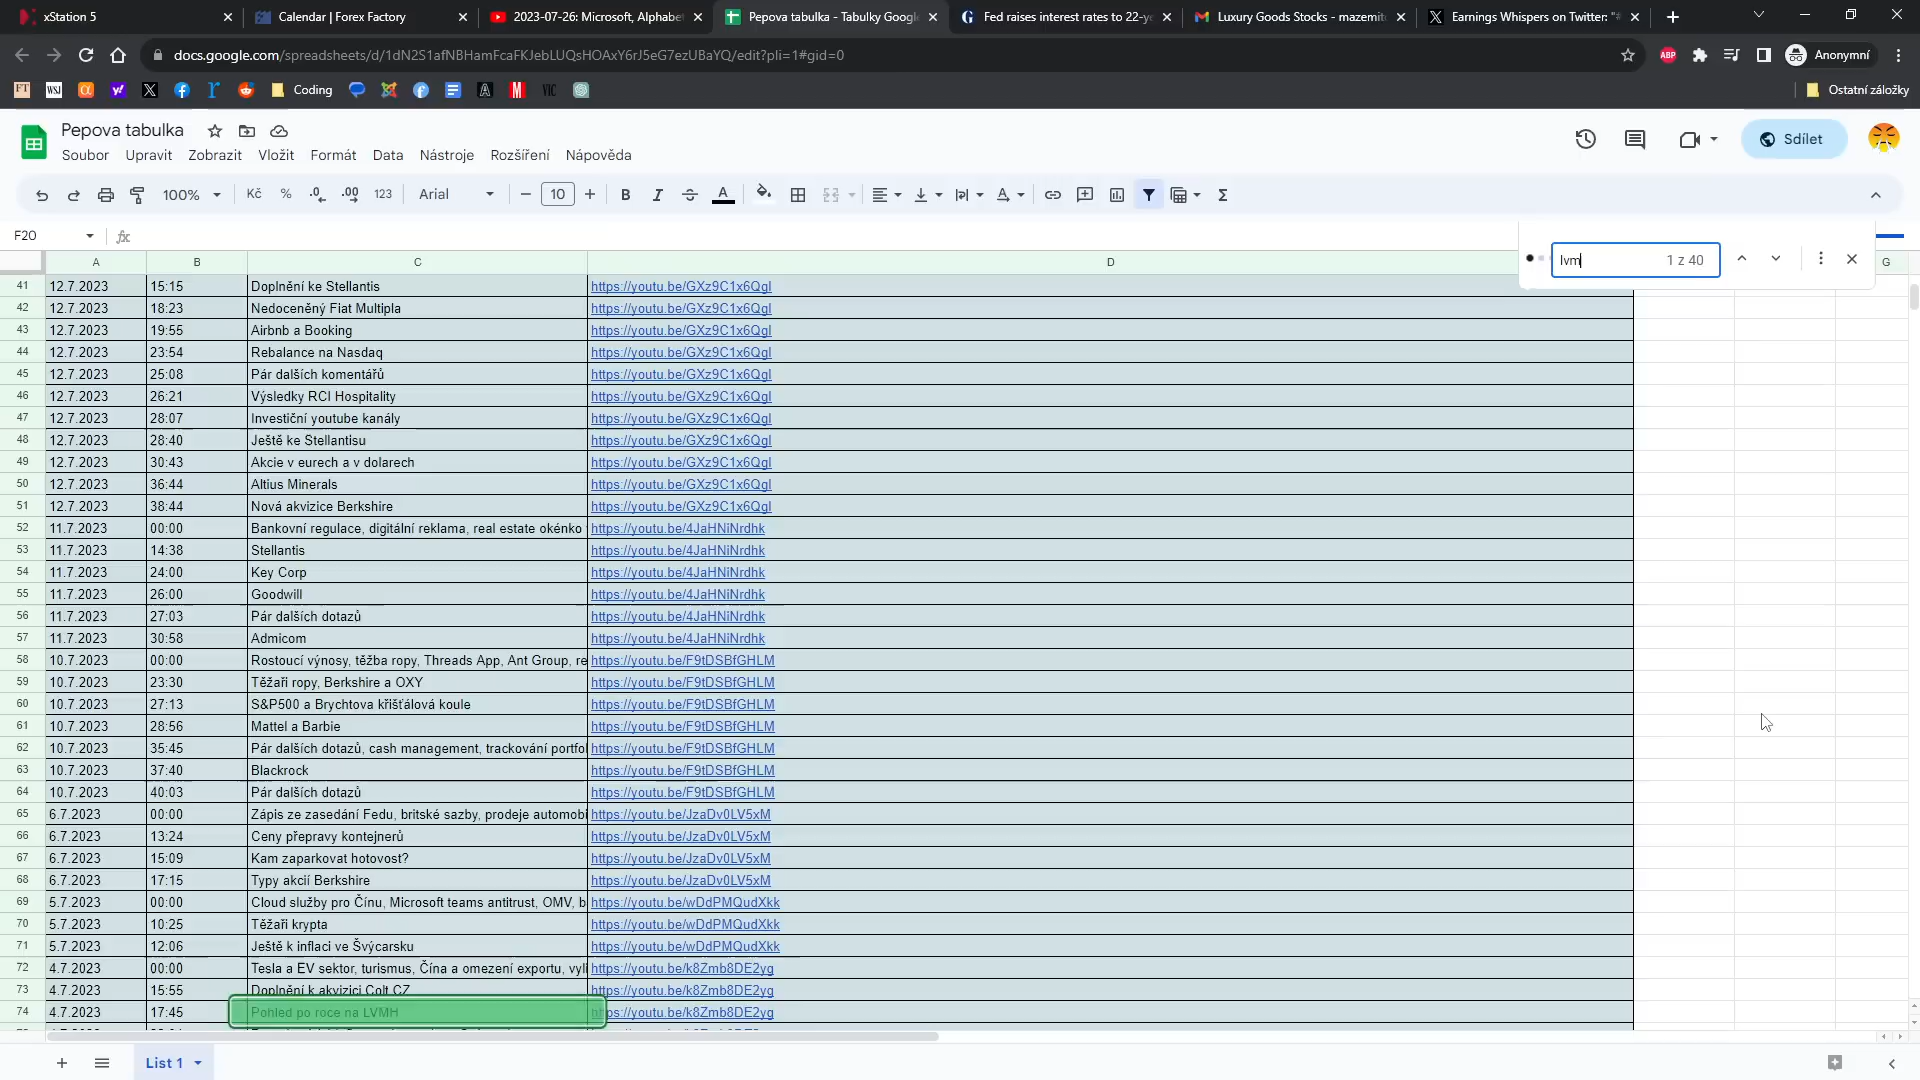 xStation 5
Calendar | Forex Factory
2023-07-26: Microsoft, Alphabe
Pepova tabulka - Tabulky Google
Fed raises interest rates to 22-ye
Luxury Goods Stocks - mazemit
Earnings Whispers on Twitter: "
docs.google.com/spreadsheets/d/1dN2S1afNBHamFcaFKJebLUQsHOAxY6rJ5eG7ezUBaYQ/edit?pli=1#gid=0
ABP
Anonymní
FT
WSJ
Coding
VIC
Ostatní záložky
Pepova tabulka
Soubor Upravit Zobrazit Vložit Formát Data Nástroje Rozšíření Nápověda
Sdílet
100% Kč % .0 .00 123 Arial 10 B I A
F20
lvm 1 z 40
A B C D G
41 12.7.2023 15:15 Doplnění ke Stellantis https://youtu.be/GXz9C1x6QgI
42 12.7.2023 18:23 Nedoceněný Fiat Multipla https://youtu.be/GXz9C1x6QgI
43 12.7.2023 19:55 Airbnb a Booking https://youtu.be/GXz9C1x6QgI
44 12.7.2023 23:54 Rebalance na Nasdaq https://youtu.be/GXz9C1x6QgI
45 12.7.2023 25:08 Pár dalších komentářů https://youtu.be/GXz9C1x6QgI
46 12.7.2023 26:21 Výsledky RCI Hospitality https://youtu.be/GXz9C1x6QgI
47 12.7.2023 28:07 Investiční youtube kanály https://youtu.be/GXz9C1x6QgI
48 12.7.2023 28:40 Ještě ke Stellantisu https://youtu.be/GXz9C1x6QgI
49 12.7.2023 30:43 Akcie v eurech a v dolarech https://youtu.be/GXz9C1x6QgI
50 12.7.2023 36:44 Altius Minerals https://youtu.be/GXz9C1x6QgI
51 12.7.2023 38:44 Nová akvizice Berkshire https://youtu.be/GXz9C1x6QgI
52 11.7.2023 00:00 Bankovní regulace, digitální reklama, real estate okénko https://youtu.be/4JaHNiNrdhk
53 11.7.2023 14:38 Stellantis https://youtu.be/4JaHNiNrdhk
54 11.7.2023 24:00 Key Corp https://youtu.be/4JaHNiNrdhk
55 11.7.2023 26:00 Goodwill https://youtu.be/4JaHNiNrdhk
56 11.7.2023 27:03 Pár dalších dotazů https://youtu.be/4JaHNiNrdhk
57 11.7.2023 30:58 Admicom https://youtu.be/4JaHNiNrdhk
58 10.7.2023 00:00 Rostoucí výnosy, těžba ropy, Threads App, Ant Group, re https://youtu.be/F9tDSBfGHLM
59 10.7.2023 23:30 Těžaři ropy, Berkshire a OXY https://youtu.be/F9tDSBfGHLM
60 10.7.2023 27:13 S&P500 a Brychtova křišťálová koule https://youtu.be/F9tDSBfGHLM
61 10.7.2023 28:56 Mattel a Barbie https://youtu.be/F9tDSBfGHLM
62 10.7.2023 35:45 Pár dalších dotazů, cash management, trackování portfol https://youtu.be/F9tDSBfGHLM
63 10.7.2023 37:40 Blackrock https://youtu.be/F9tDSBfGHLM
64 10.7.2023 40:03 Pár dalších dotazů https://youtu.be/F9tDSBfGHLM
65 6.7.2023 00:00 Zápis ze zasedání Fedu, britské sazby, prodeje automobi https://youtu.be/JzaDv0LV5xM
66 6.7.2023 13:24 Ceny přepravy kontejnerů https://youtu.be/JzaDv0LV5xM
67 6.7.2023 15:09 Kam zaparkovat hotovost? https://youtu.be/JzaDv0LV5xM
68 6.7.2023 17:15 Typy akcií Berkshire https://youtu.be/JzaDv0LV5xM
69 5.7.2023 00:00 Cloud služby pro Čínu, Microsoft teams antitrust, OMV, b https://youtu.be/wDdPMQudXkk
70 5.7.2023 10:25 Těžaři krypta https://youtu.be/wDdPMQudXkk
71 5.7.2023 12:06 Ještě k inflaci ve Švýcarsku https://youtu.be/wDdPMQudXkk
72 4.7.2023 00:00 Tesla a EV sektor, turismus, Čína a omezení exportu, vyli https://youtu.be/k8Zmb8DE2yg
73 4.7.2023 15:55 Doplnění k akvizici Colt CZ https://youtu.be/k8Zmb8DE2yg
74 4.7.2023 17:45 Pohled po roce na LVMH https://youtu.be/k8Zmb8DE2yg
List 1